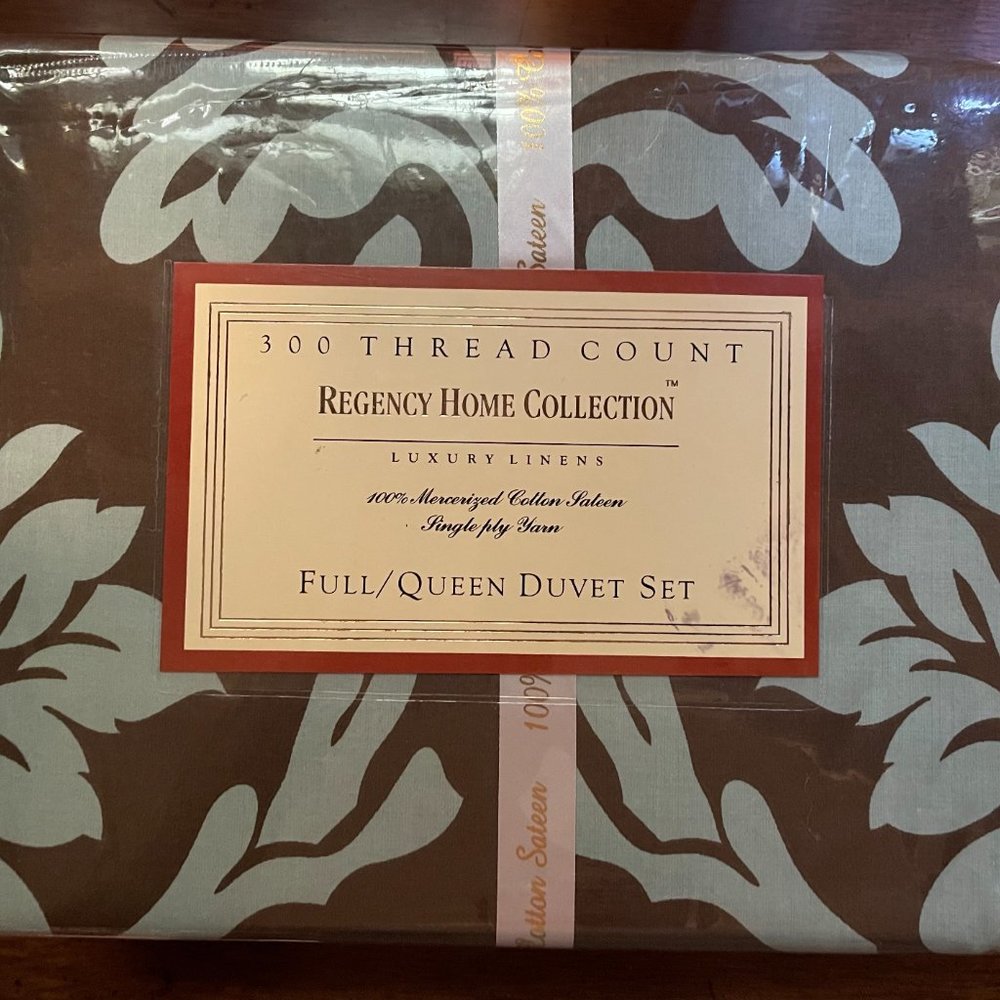 100% Co
Sateen
300 THREAD COUNT
REGENCY HOME COLLECTION™
LUXURY LINENS
100% Mercerized Cotton Sateen
Single ply Yarn
FULL/QUEEN DUVET SET
100%
Cotton Sateen